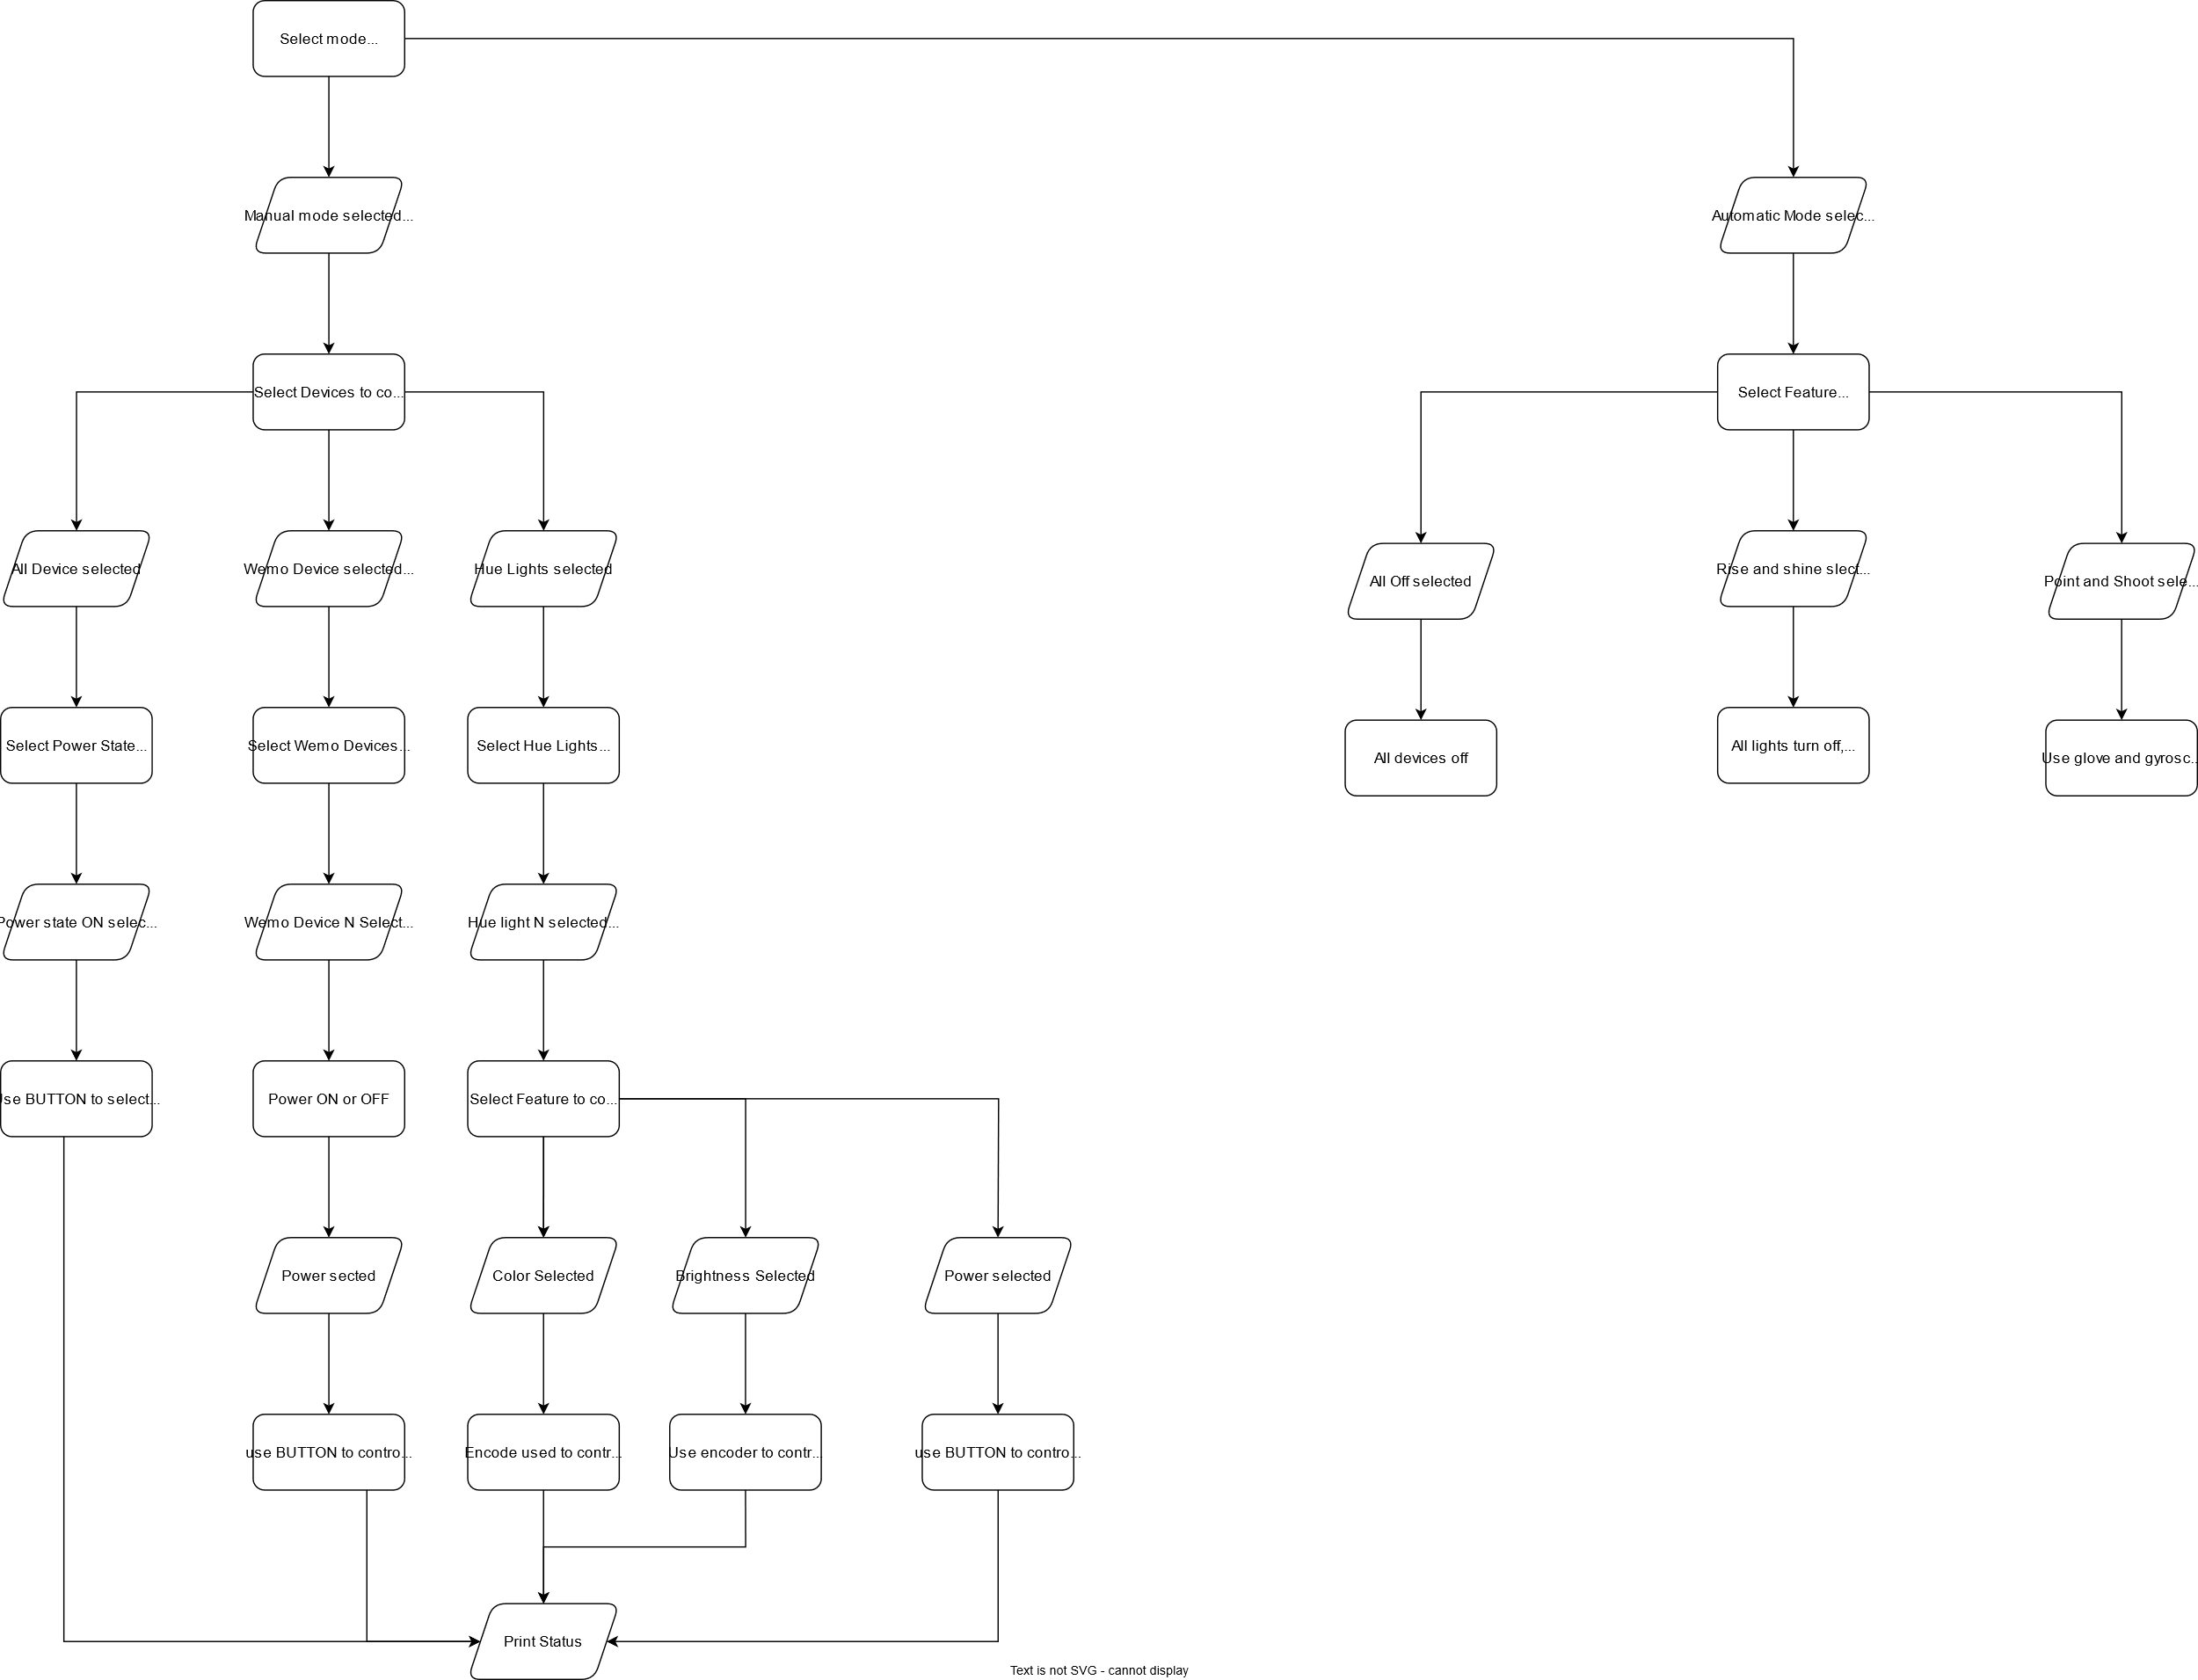 Select mode...
Manual mode selected...
Automatic Mode selec...
Select Devices to co...
Select Feature...
All Device selected
Wemo Device selected...
Hue Lights selected
All Off selected
Rise and shine slect...
Point and Shoot sele...
Select Power State...
Select Wemo Devices...
Select Hue Lights...
All devices off
All lights turn off,...
Use glove and gyrosc...
Power state ON selec...
Wemo Device N Select...
Hue light N selected...
Use BUTTON to select...
Power ON or OFF
Select Feature to co...
Power sected
Color Selected
Brightness Selected
Power selected
use BUTTON to contro...
Encode used to contr...
Use encoder to contr...
use BUTTON to contro...
Print Status
Text is not SVG - cannot display